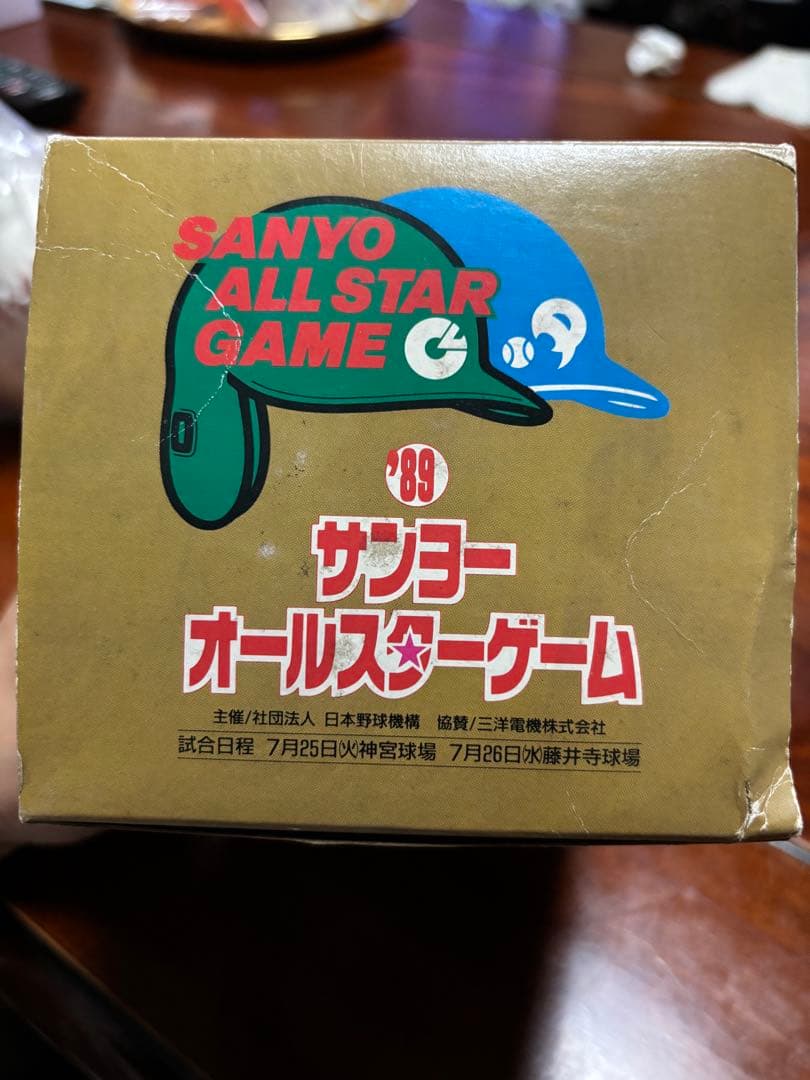 SANYO
ALL STAR
GAME
'89
サンヨー
オールスターゲーム
主催/社団法人 日本野球機構 協賛/三洋電機株式会社
試合日程 7月25日㈫神宮球場 7月26日㈬藤井寺球場